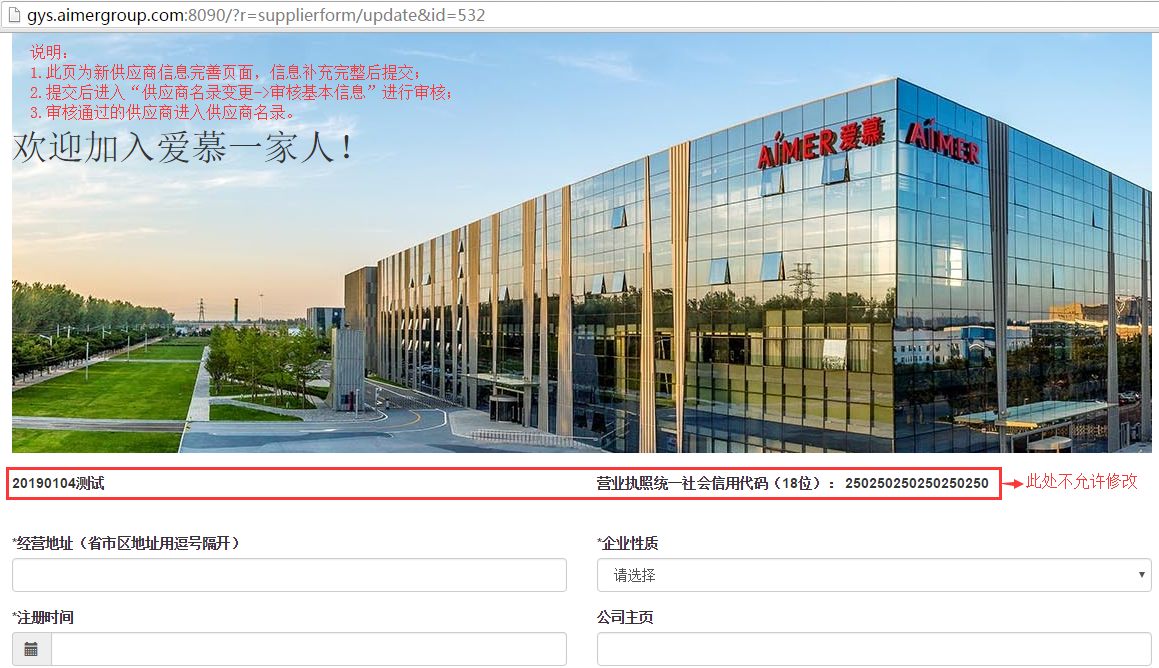 gys.aimergroup.com:8090/?r=supplierform/update&id=532
说明：
1.此页为新供应商信息完善页面，信息补充完整后提交；
2.提交后进入“供应商名录变更->审核基本信息”进行审核；
3.审核通过的供应商进入供应商名录。
欢迎加入爱慕一家人！
AiMER爱慕
AiMER
20190104测试
营业执照统一社会信用代码（18位）： 250250250250250250
此处不允许修改
*经营地址（省市区地址用逗号隔开）
*企业性质
请选择
*注册时间
公司主页